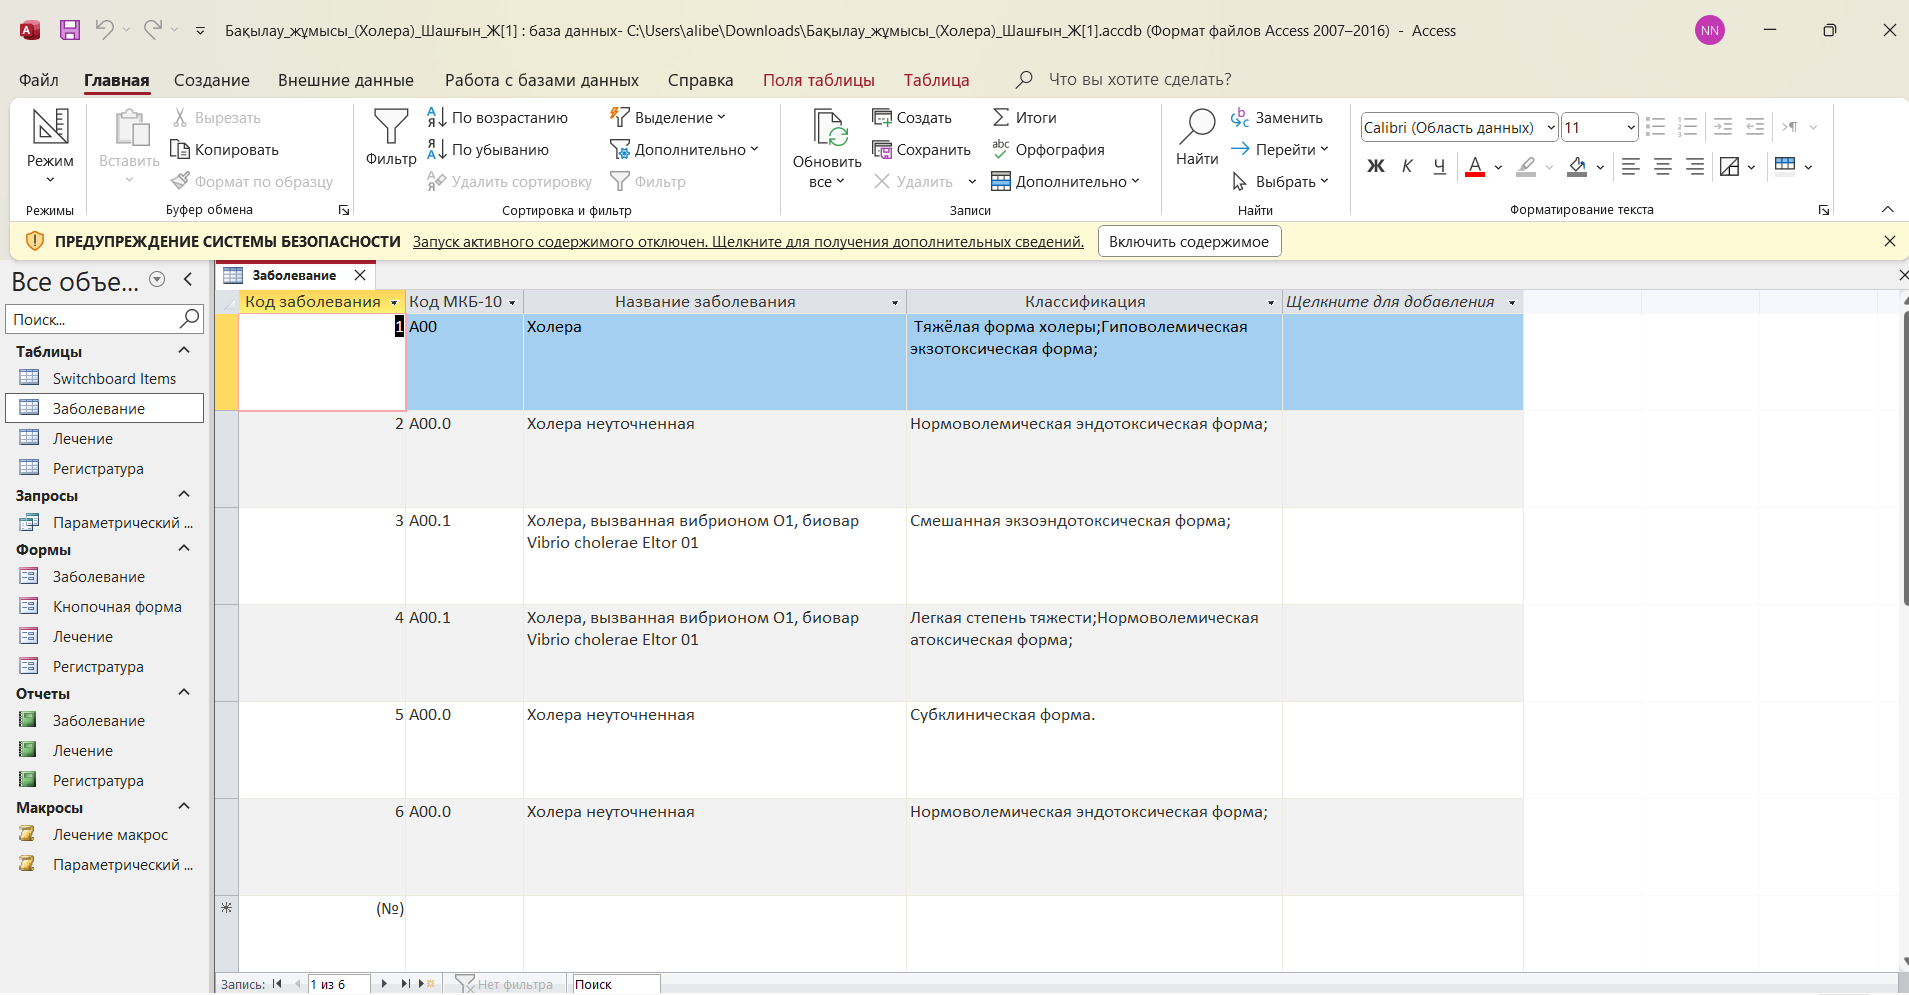 Бақылау_жұмысы_(Холера)_Шашғын_Ж[1] : база данных- C:\Users\alibe\Downloads\Бақылау_жұмысы_(Холера)_Шашғын_Ж[1].accdb (Формат файлов Access 2007–2016) - Access
NN
Файл Главная Создание Внешние данные Работа с базами данных Справка Поля таблицы Таблица Что вы хотите сделать?
Режим
Режимы
Вставить
Вырезать
Копировать
Формат по образцу
Буфер обмена
Фильтр
По возрастанию
По убыванию
Удалить сортировку
Выделение
Дополнительно
Фильтр
Сортировка и фильтр
Обновить
все
Создать
Сохранить
Удалить
Итоги
Орфография
Дополнительно
Записи
Найти
Заменить
Перейти
Выбрать
Найти
Calibri (Область данных) 11
Ж К Ч А
Форматирование текста
ПРЕДУПРЕЖДЕНИЕ СИСТЕМЫ БЕЗОПАСНОСТИ Запуск активного содержимого отключен. Щелкните для получения дополнительных сведений. Включить содержимое
Все объе...
Поиск...
Таблицы
Switchboard Items
Заболевание
Лечение
Регистратура
Запросы
Параметрический ...
Формы
Заболевание
Кнопочная форма
Лечение
Регистратура
Отчеты
Заболевание
Лечение
Регистратура
Макросы
Лечение макрос
Параметрический ...
Заболевание
Код заболевания Код МКБ-10 Название заболевания Классификация Щелкните для добавления
1 A00 Холера Тяжёлая форма холеры;Гиповолемическая
экзотоксическая форма;
2 A00.0 Холера неуточненная Нормоволемическая эндотоксическая форма;
3 A00.1 Холера, вызванная вибрионом О1, биовар Смешанная экзоэндотоксическая форма;
Vibrio cholerae Eltor 01
4 A00.1 Холера, вызванная вибрионом О1, биовар Легкая степень тяжести;Нормоволемическая
Vibrio cholerae Eltor 01 атоксическая форма;
5 A00.0 Холера неуточненная Субклиническая форма.
6 A00.0 Холера неуточненная Нормоволемическая эндотоксическая форма;
(№)
Запись: 1 из 6 Нет фильтра Поиск